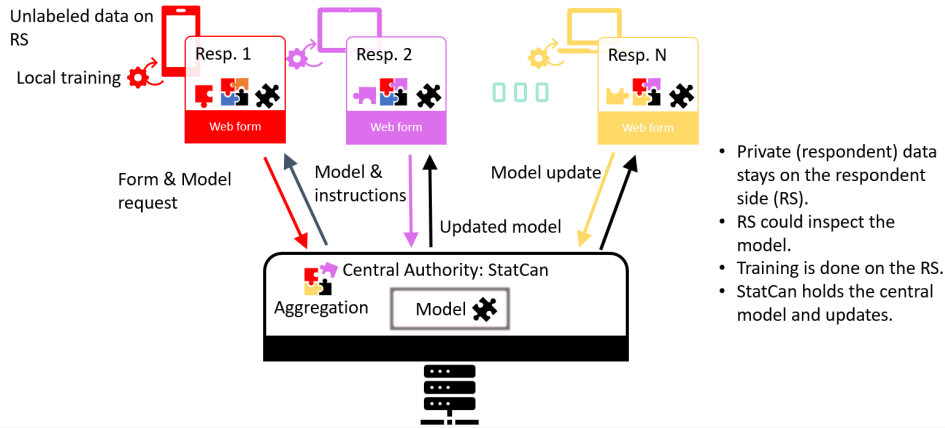 Unlabeled data on
RS
Local training
Resp. 1
Web form
Resp. 2
Web form
Resp. N
Web form
Form & Model
request
Model &
instructions
Updated model
Model update
Central Authority: StatCan
Aggregation
Model
• Private (respondent) data
stays on the respondent
side (RS).
• RS could inspect the
model.
• Training is done on the RS.
• StatCan holds the central
model and updates.